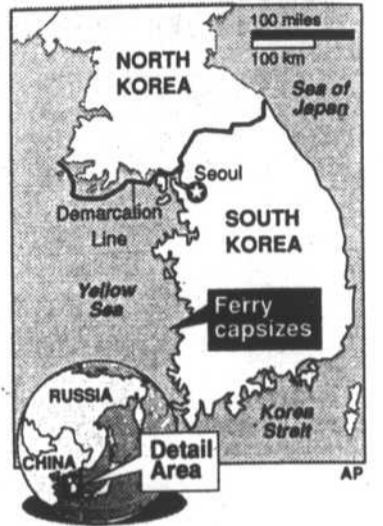 100 miles
100 km
NORTH
KOREA
Sea of
Japan
Seoul
Demarcation
Line
SOUTH
KOREA
Yellow
Sea
Ferry
capsizes
RUSSIA
Korea
Strait
CHINA
Detail
Area
AP